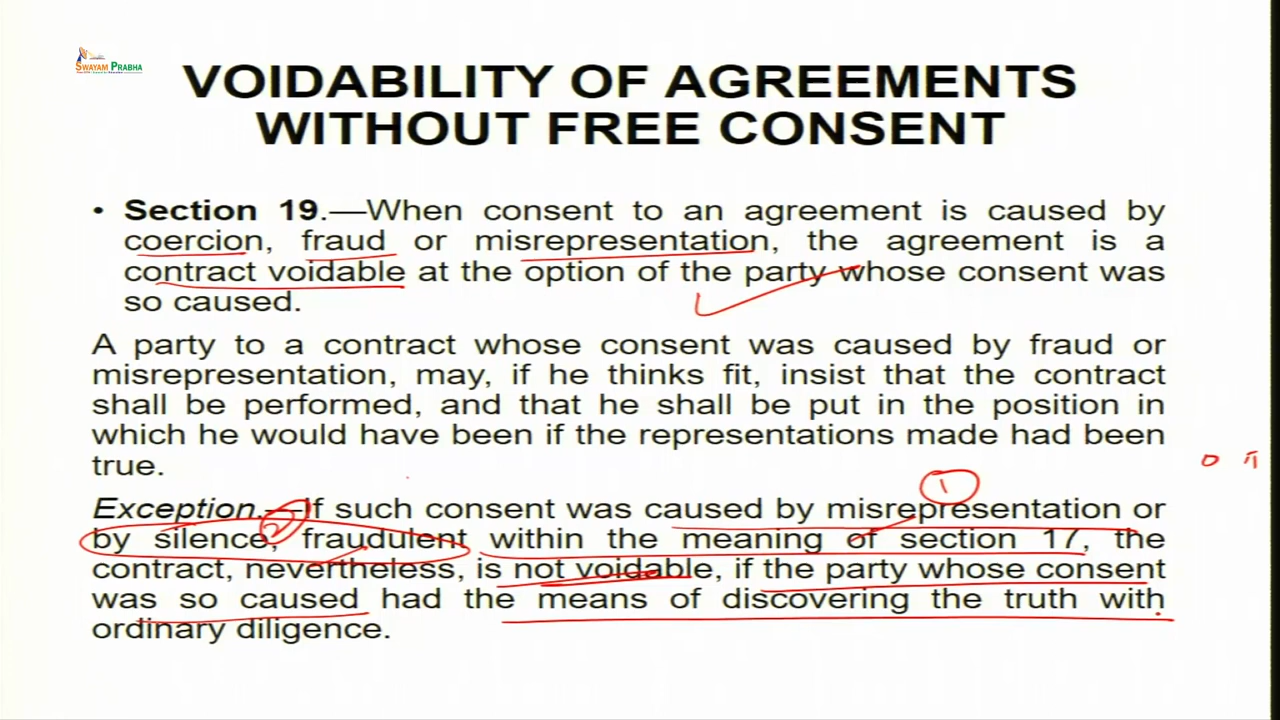 SWAYAM PRABHA
VOIDABILITY OF AGREEMENTS
WITHOUT FREE CONSENT
• Section 19.—When consent to an agreement is caused by
coercion, fraud or misrepresentation, the agreement is a
contract voidable at the option of the party whose consent was
so caused.
A party to a contract whose consent was caused by fraud or
misrepresentation, may, if he thinks fit, insist that the contract
shall be performed, and that he shall be put in the position in
which he would have been if the representations made had been
true.
1
Exception.—If such consent was caused by misrepresentation or
2
by silence, fraudulent within the meaning of section 17, the
contract, nevertheless, is not voidable, if the party whose consent
was so caused had the means of discovering the truth with
ordinary diligence.